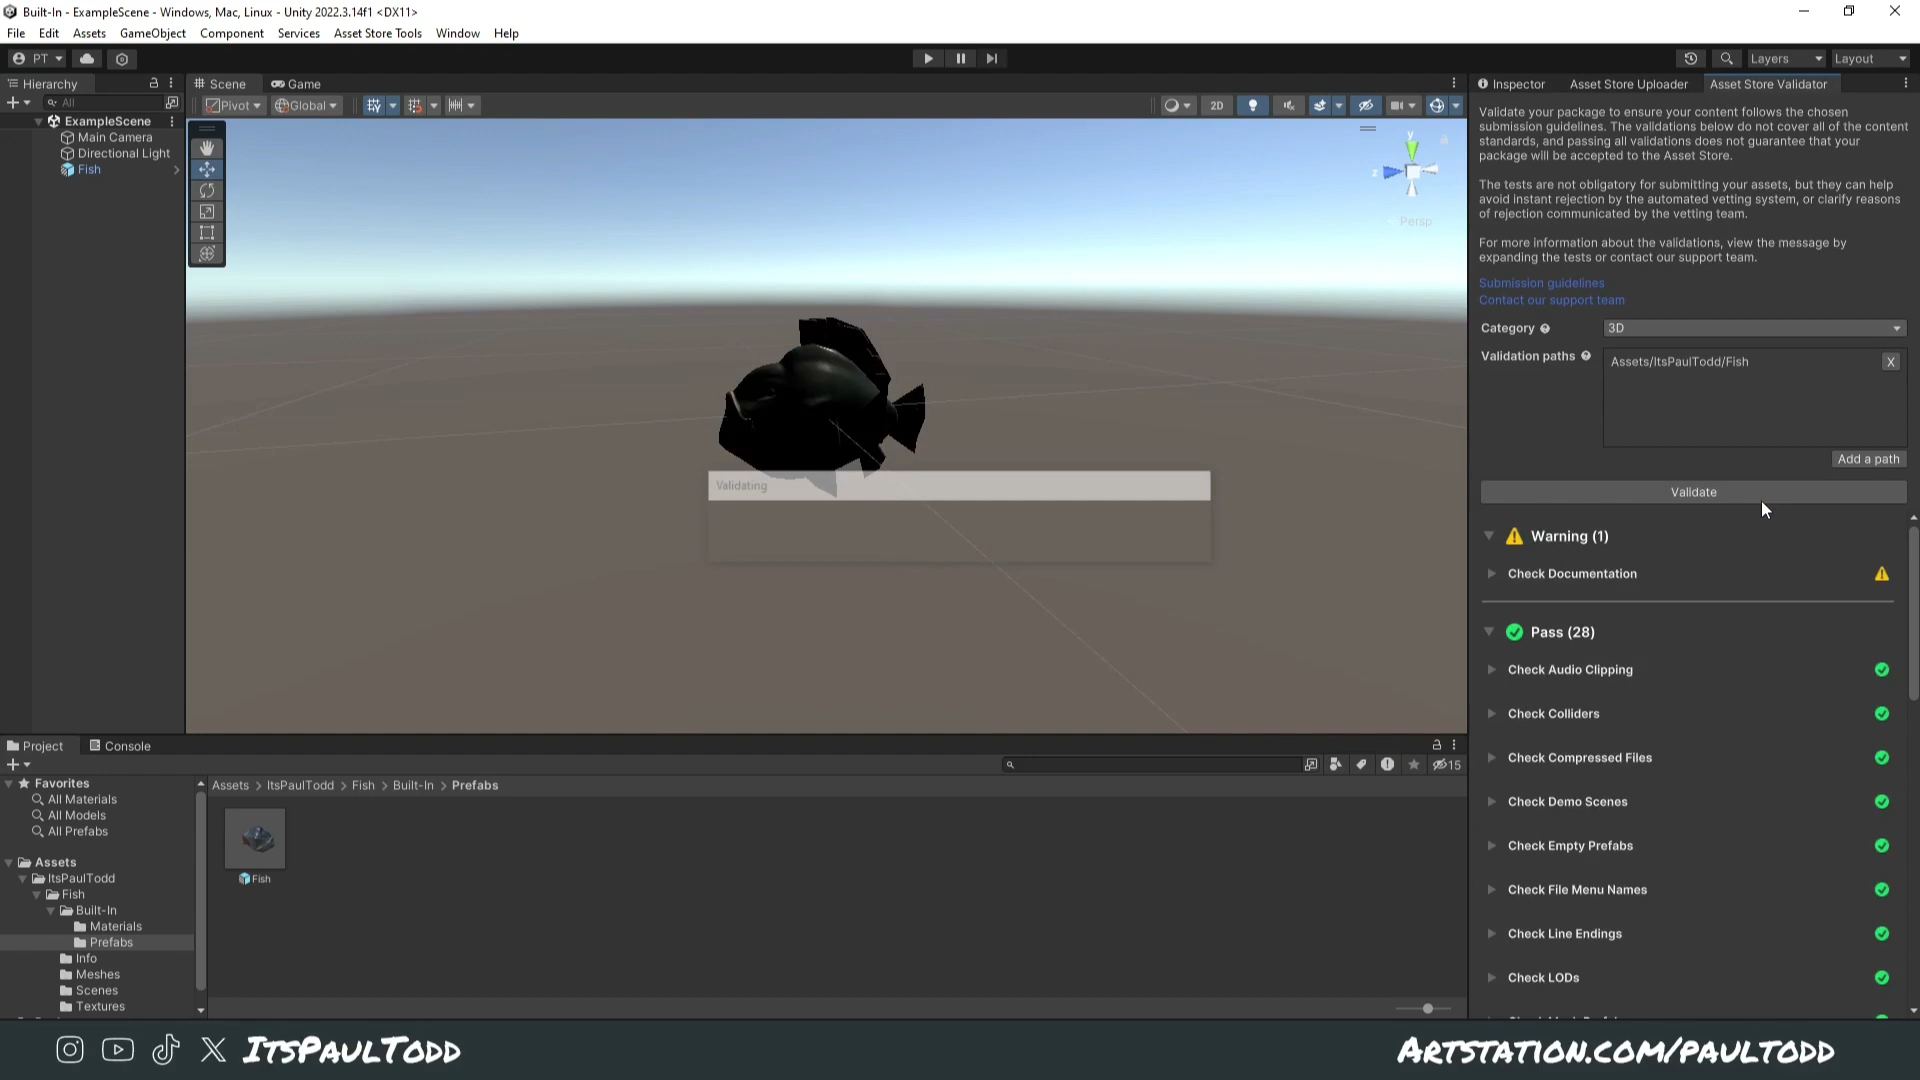 Built-In - ExampleScene - Windows, Mac, Linux - Unity 2022.3.14f1 <DX11>
File Edit Assets GameObject Component Services Asset Store Tools Window Help
PT
Layers
Layout
Hierarchy
All
ExampleScene
Main Camera
Directional Light
Fish
Scene
Game
Pivot
Global
2D
y
z
Persp
Validating
Inspector
Asset Store Uploader
Asset Store Validator
Validate your package to ensure your content follows the chosen
submission guidelines. The validations below do not cover all of the content
standards, and passing all validations does not guarantee that your
package will be accepted to the Asset Store.
The tests are not obligatory for submitting your assets, but they can help
avoid instant rejection by the automated vetting system, or clarify reasons
of rejection communicated by the vetting team.
For more information about the validations, view the message by
expanding the tests or contact our support team.
Submission guidelines
Contact our support team
Category
3D
Validation paths
Assets/ItsPaulTodd/Fish
X
Add a path
Validate
Warning (1)
Check Documentation
Pass (28)
Check Audio Clipping
Check Colliders
Check Compressed Files
Check Demo Scenes
Check Empty Prefabs
Check File Menu Names
Check Line Endings
Check LODs
Project
Console
15
Favorites
All Materials
All Models
All Prefabs
Assets
ItsPaulTodd
Fish
Built-In
Materials
Prefabs
Info
Meshes
Scenes
Textures
Assets > ItsPaulTodd > Fish > Built-In > Prefabs
Fish
ItsPaulTodd
Artstation.com/paultodd